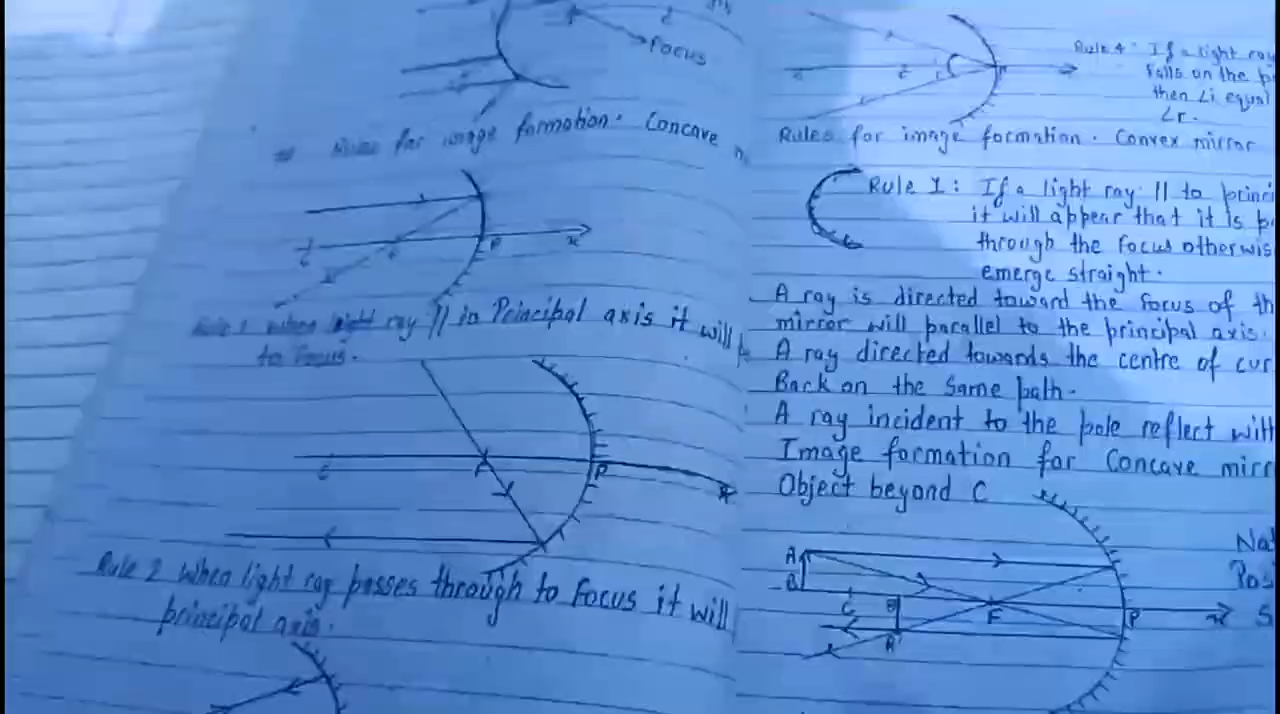 Focus
Rules for image formation. Concave
C F P x
Rule 1 When light ray // to Principal axis it will
to Focus.
C F P
Rule 2 When light ray passes through to Focus it will
principal axis.
Rule 4: If a light ray
falls on the p
then ∠i equal
∠r.
Rules for image formation. Convex mirror
Rule 1: If a light ray // to princi
it will appear that it is p
through the focus otherwis
emerge straight.
A ray is directed toward the focus of th
mirror will parallel to the principal axis.
A ray directed towards the centre of cur
Back on the same path.
A ray incident to the pole reflect will
Image formation for Concave mirr
Object beyond C
Na
Pos
S
A
B
C B' F P x
A'